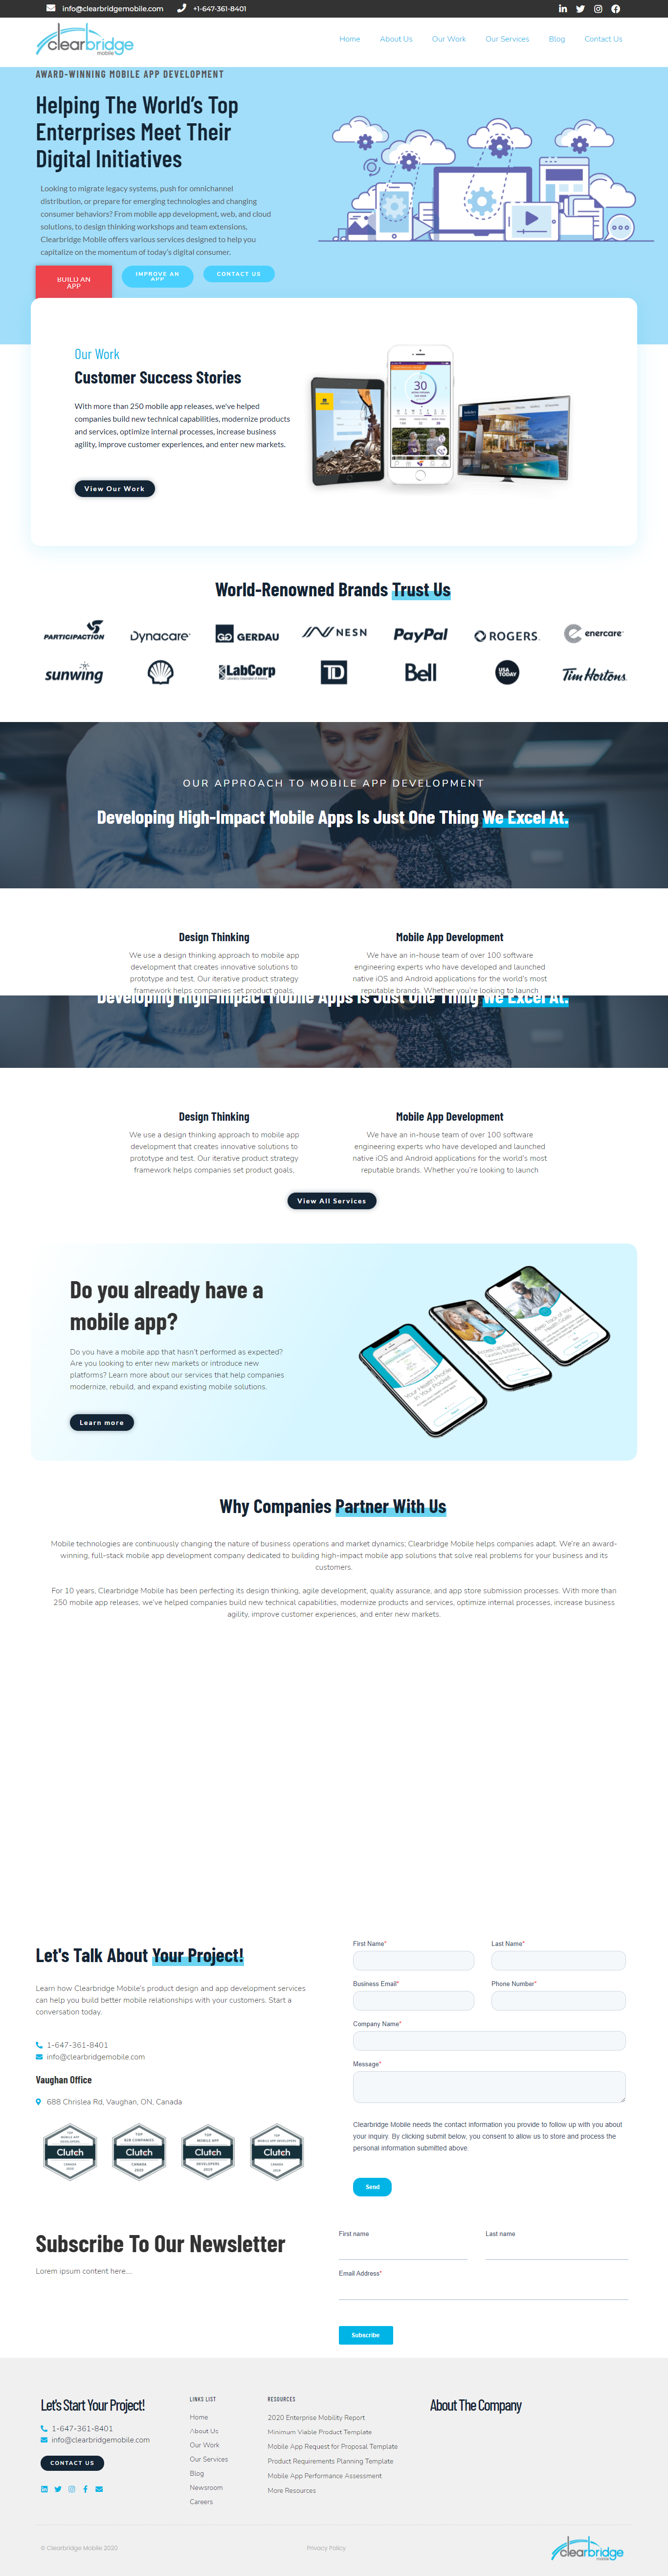 info@clearbridgemobile.com +1-647-361-8401
clearbridge
mobile
Home About Us Our Work Our Services Blog Contact Us
AWARD-WINNING MOBILE APP DEVELOPMENT
Helping The World's Top
Enterprises Meet Their
Digital Initiatives
Looking to migrate legacy systems, push for omnichannel
distribution, or prepare for emerging technologies and changing
consumer behaviors? From mobile app development, web, and cloud
solutions, to design thinking workshops and team extensions,
Clearbridge Mobile offers various services designed to help you
capitalize on the momentum of today's digital consumer.
BUILD AN
APP
IMPROVE AN
APP
CONTACT US
Our Work
Customer Success Stories
With more than 250 mobile app releases, we've helped
companies build new technical capabilities, modernize products
and services, optimize internal processes, increase business
agility, improve customer experiences, and enter new markets.
30
View Our Work
World-Renowned Brands Trust Us
PARTICIPACTION Dynacare GG GERDAU NESN PayPal ROGERS enercare
sunwing LabCorp TD Bell USA TODAY Tim Hortons
OUR APPROACH TO MOBILE APP DEVELOPMENT
Developing High-Impact Mobile Apps Is Just One Thing We Excel At.
Design Thinking
We use a design thinking approach to mobile app
development that creates innovative solutions to
prototype and test. Our iterative product strategy
framework helps companies set product goals,
Mobile App Development
We have an in-house team of over 100 software
engineering experts who have developed and launched
native iOS and Android applications for the world's most
reputable brands. Whether you're looking to launch
Developing High-Impact Mobile Apps Is Just One Thing We Excel At.
Design Thinking
We use a design thinking approach to mobile app
development that creates innovative solutions to
prototype and test. Our iterative product strategy
framework helps companies set product goals,
Mobile App Development
We have an in-house team of over 100 software
engineering experts who have developed and launched
native iOS and Android applications for the world's most
reputable brands. Whether you're looking to launch
View All Services
Do you already have a
mobile app?
Do you have a mobile app that hasn't performed as expected?
Are you looking to enter new markets or introduce new
platforms? Learn more about our services that help companies
modernize, rebuild, and expand existing mobile solutions.
Learn more
Your Health Profile
in Your Pocket
Why Companies Partner With Us
Mobile technologies are continuously changing the nature of business operations and market dynamics; Clearbridge Mobile helps companies adapt. We're an award-
winning, full-stack mobile app development company dedicated to building high-impact mobile app solutions that solve real problems for your business and its
customers.
For 10 years, Clearbridge Mobile has been perfecting its design thinking, agile development, quality assurance, and app store submission processes. With more than
250 mobile app releases, we've helped companies build new technical capabilities, modernize products and services, optimize internal processes, increase business
agility, improve customer experiences, and enter new markets.
Let's Talk About Your Project!
Learn how Clearbridge Mobile's product design and app development services
can help you build better mobile relationships with your customers. Start a
conversation today.
1-647-361-8401
info@clearbridgemobile.com
Vaughan Office
688 Chrislea Rd, Vaughan, ON, Canada
Clutch Clutch Clutch Clutch
First Name* Last Name*
Business Email* Phone Number*
Company Name*
Message*
Clearbridge Mobile needs the contact information you provide to follow up with you about
your inquiry. By clicking submit below, you consent to allow us to store and process the
personal information submitted above.
Send
Subscribe To Our Newsletter
Lorem ipsum content here....
First name Last name
Email Address*
Subscribe
Let's Start Your Project!
1-647-361-8401
info@clearbridgemobile.com
CONTACT US
LINKS LIST
Home
About Us
Our Work
Our Services
Blog
Newsroom
Careers
RESOURCES
2020 Enterprise Mobility Report
Minimum Viable Product Template
Mobile App Request for Proposal Template
Product Requirements Planning Template
Mobile App Performance Assessment
More Resources
About The Company
© Clearbridge Mobile 2020
Privacy Policy
clearbridge
mobile